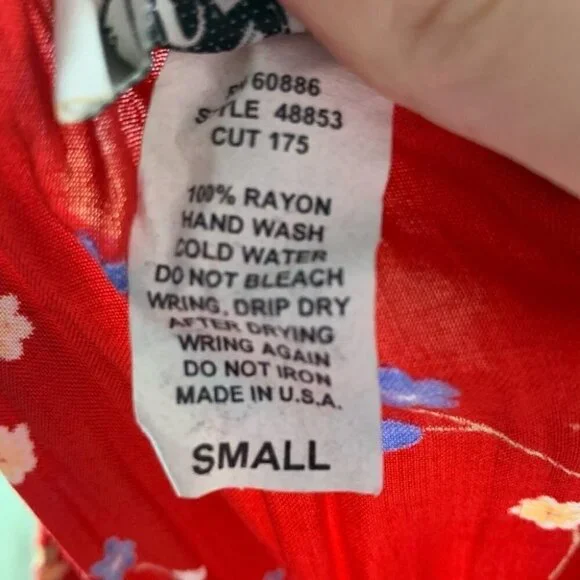 60886
STYLE 48853
CUT 175
100% RAYON
HAND WASH
COLD WATER
DO NOT BLEACH
WRING, DRIP DRY
AFTER DRYING
WRING AGAIN
DO NOT IRON
MADE IN U.S.A.
SMALL